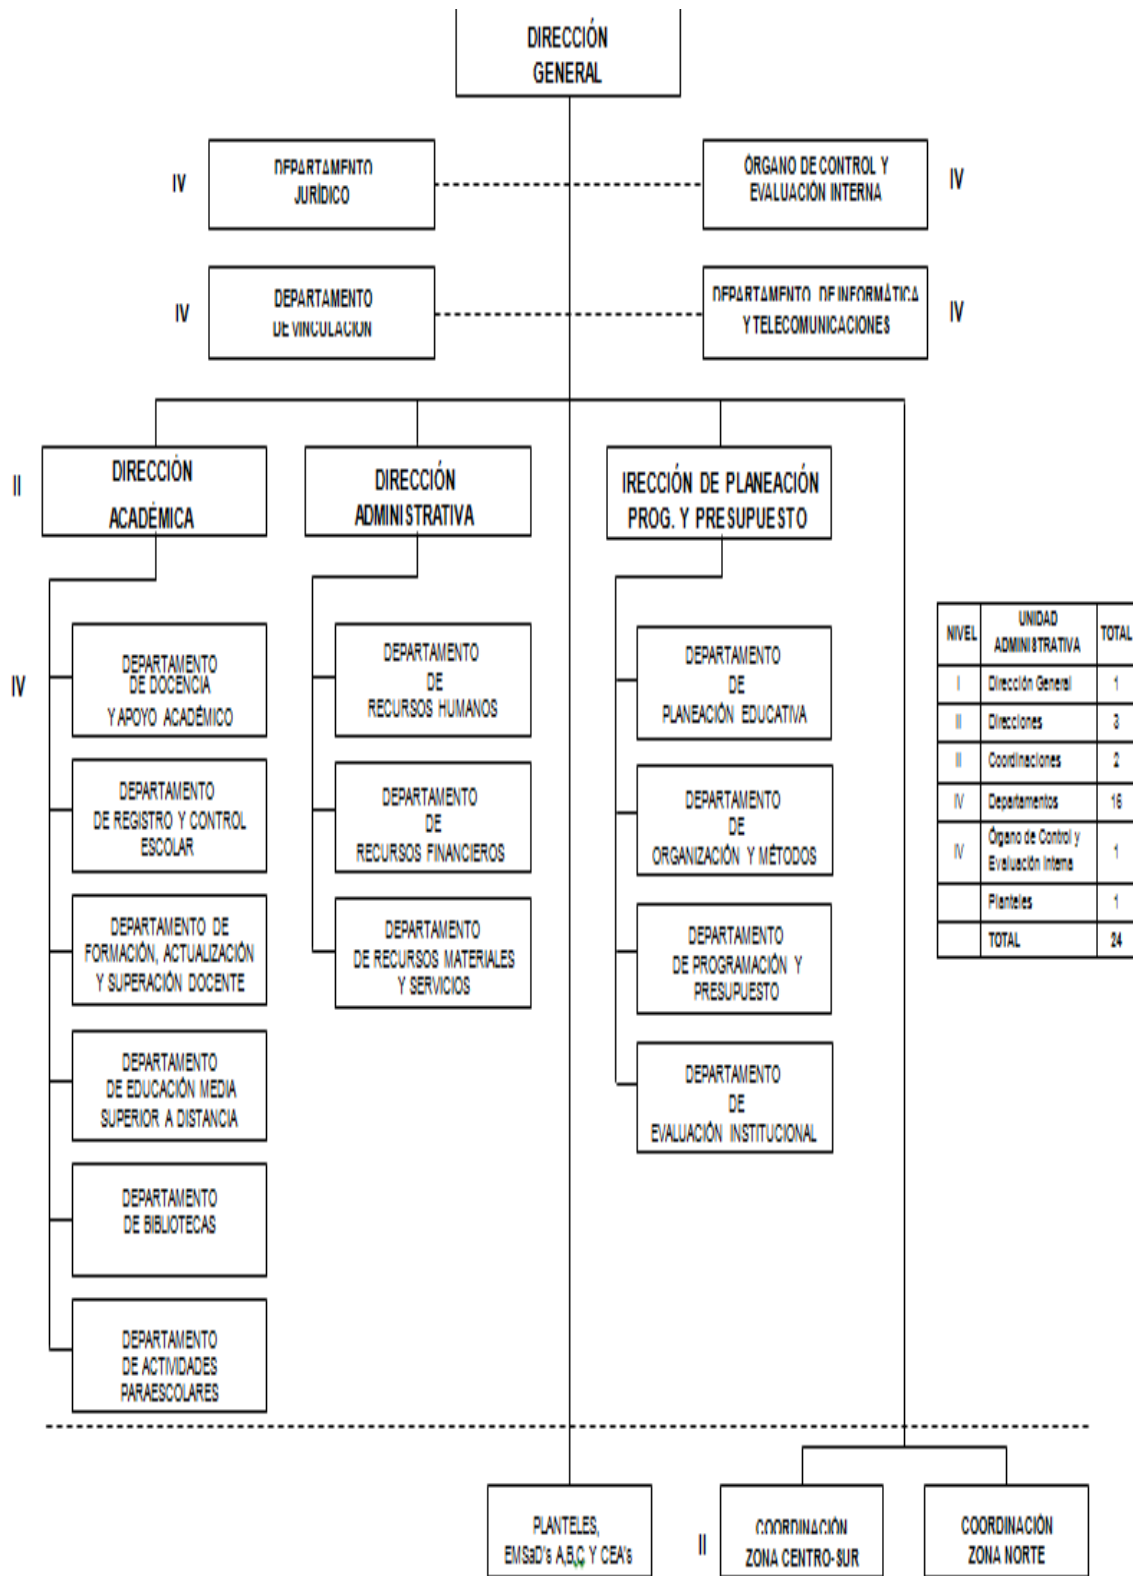 DIRECCIÓN
GENERAL
IV
DEPARTAMENTO
JURÍDICO
ÓRGANO DE CONTROL Y
EVALUACIÓN INTERNA
IV
IV
DEPARTAMENTO
DE VINCULACIÓN
DEPARTAMENTO DE INFORMÁTICA
Y TELECOMUNICACIONES
IV
II
DIRECCIÓN
ACADÉMICA
DIRECCIÓN
ADMINISTRATIVA
IRECCIÓN DE PLANEACIÓN
PROG. Y PRESUPUESTO
IV
DEPARTAMENTO
DE DOCENCIA
Y APOYO ACADÉMICO
DEPARTAMENTO
DE REGISTRO Y CONTROL
ESCOLAR
DEPARTAMENTO DE
FORMACIÓN, ACTUALIZACIÓN
Y SUPERACIÓN DOCENTE
DEPARTAMENTO
DE EDUCACIÓN MEDIA
SUPERIOR A DISTANCIA
DEPARTAMENTO
DE BIBLIOTECAS
DEPARTAMENTO
DE ACTIVIDADES
PARAESCOLARES
DEPARTAMENTO
DE
RECURSOS HUMANOS
DEPARTAMENTO
DE
RECURSOS FINANCIEROS
DEPARTAMENTO
DE RECURSOS MATERIALES
Y SERVICIOS
DEPARTAMENTO
DE
PLANEACIÓN EDUCATIVA
DEPARTAMENTO
DE
ORGANIZACIÓN Y MÉTODOS
DEPARTAMENTO
DE PROGRAMACIÓN Y
PRESUPUESTO
DEPARTAMENTO
DE
EVALUACIÓN INSTITUCIONAL
NIVEL UNIDAD ADMINISTRATIVA TOTAL
I Dirección General 1
II Direcciones 3
III Coordinaciones 2
IV Departamentos 16
IV Órgano de Control y Evaluación Interna 1
Planteles 1
TOTAL 24
PLANTELES,
EMSaD's A,B,C Y CEA's
II
COORDINACIÓN
ZONA CENTRO-SUR
COORDINACIÓN
ZONA NORTE